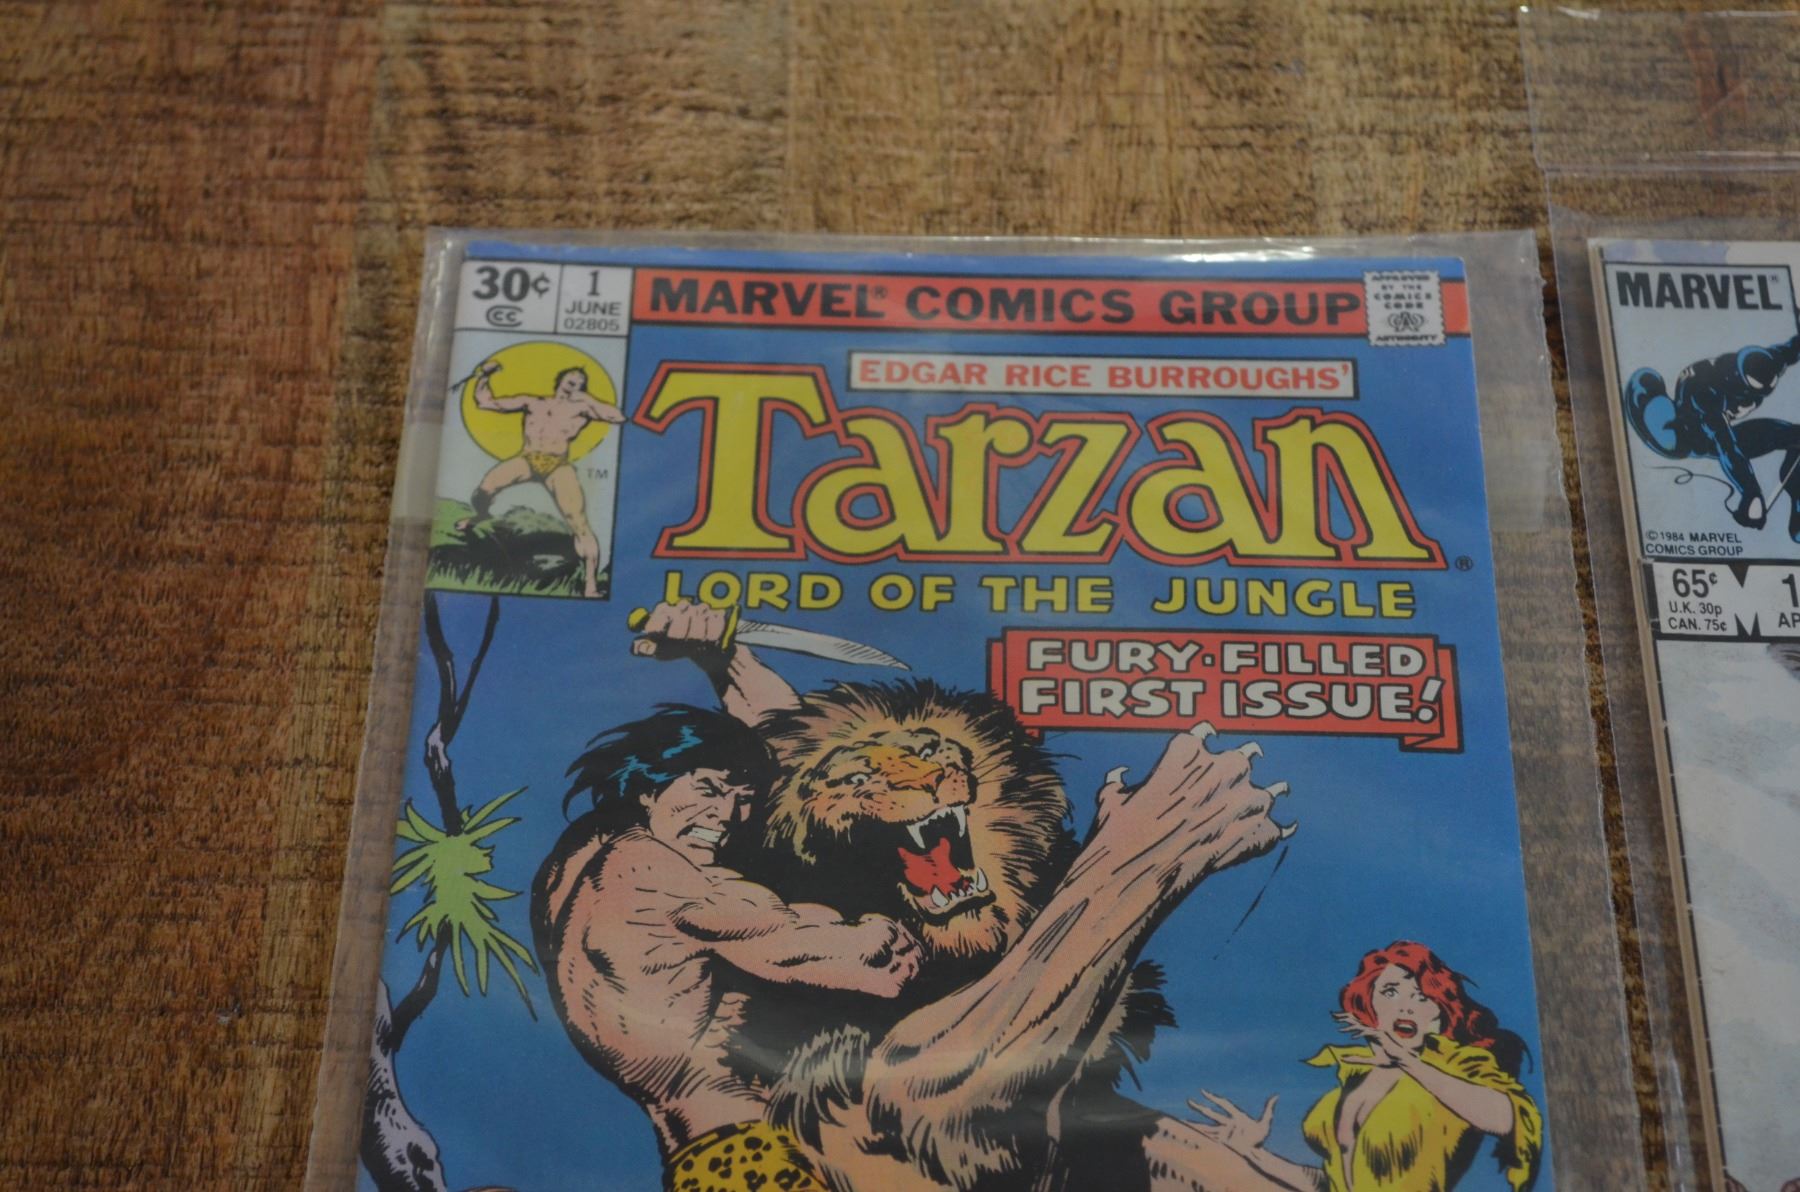 30¢
CC
1
JUNE
02805
MARVEL® COMICS GROUP
APPROVED
BY THE
COMICS
CODE
AUTHORITY
EDGAR RICE BURROUGHS'
Tarzan®
LORD OF THE JUNGLE
TM
FURY-FILLED
FIRST ISSUE!
MARVEL®
©1984 MARVEL
COMICS GROUP
65¢
U.K. 30p
CAN. 75¢